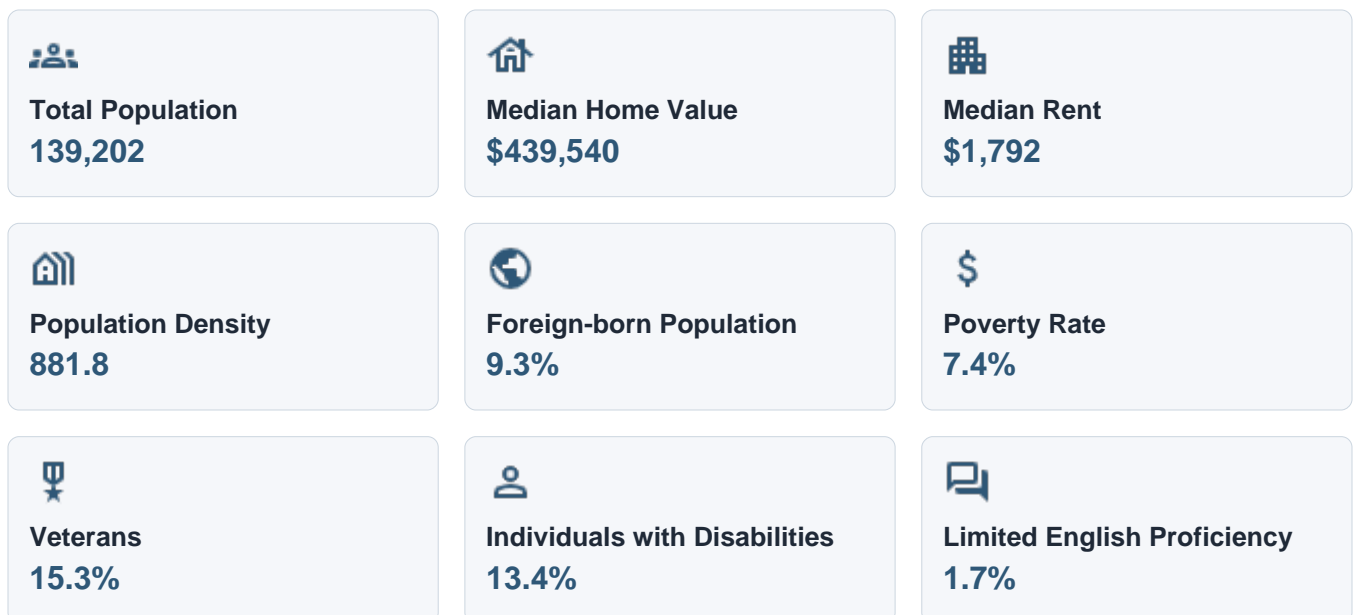 Total Population
139,202
Median Home Value
$439,540
Median Rent
$1,792
Population Density
881.8
Foreign-born Population
9.3%
Poverty Rate
7.4%
Veterans
15.3%
Individuals with Disabilities
13.4%
Limited English Proficiency
1.7%